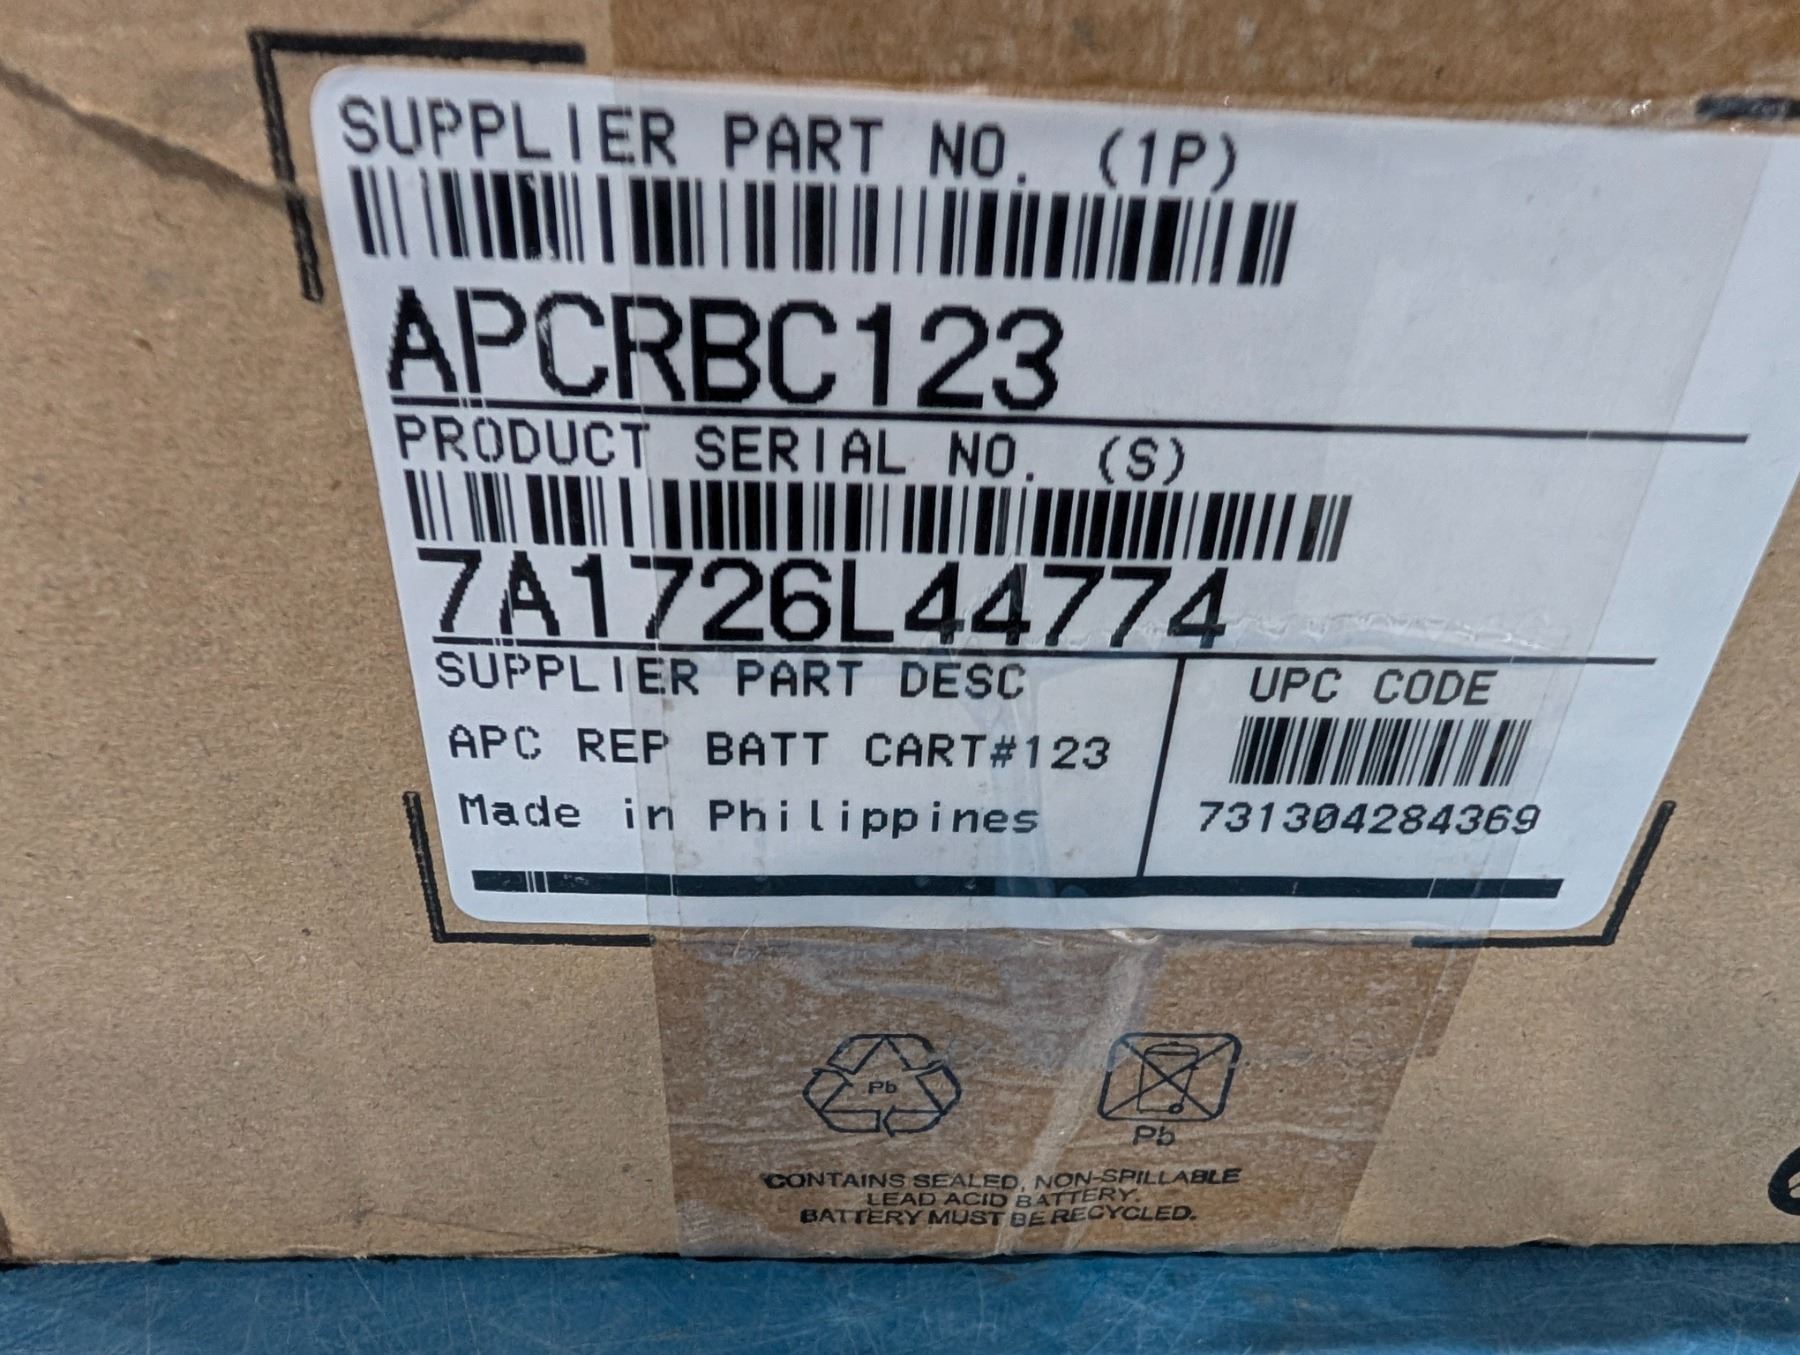 SUPPLIER PART NO. (1P)
APCRBC123
PRODUCT SERIAL NO. (S)
7A1726L44774
SUPPLIER PART DESC
UPC CODE
APC REP BATT CART#123
Made in Philippines
731304284369
Pb
Pb
CONTAINS SEALED, NON-SPILLABLE
LEAD ACID BATTERY.
BATTERY MUST BE RECYCLED.